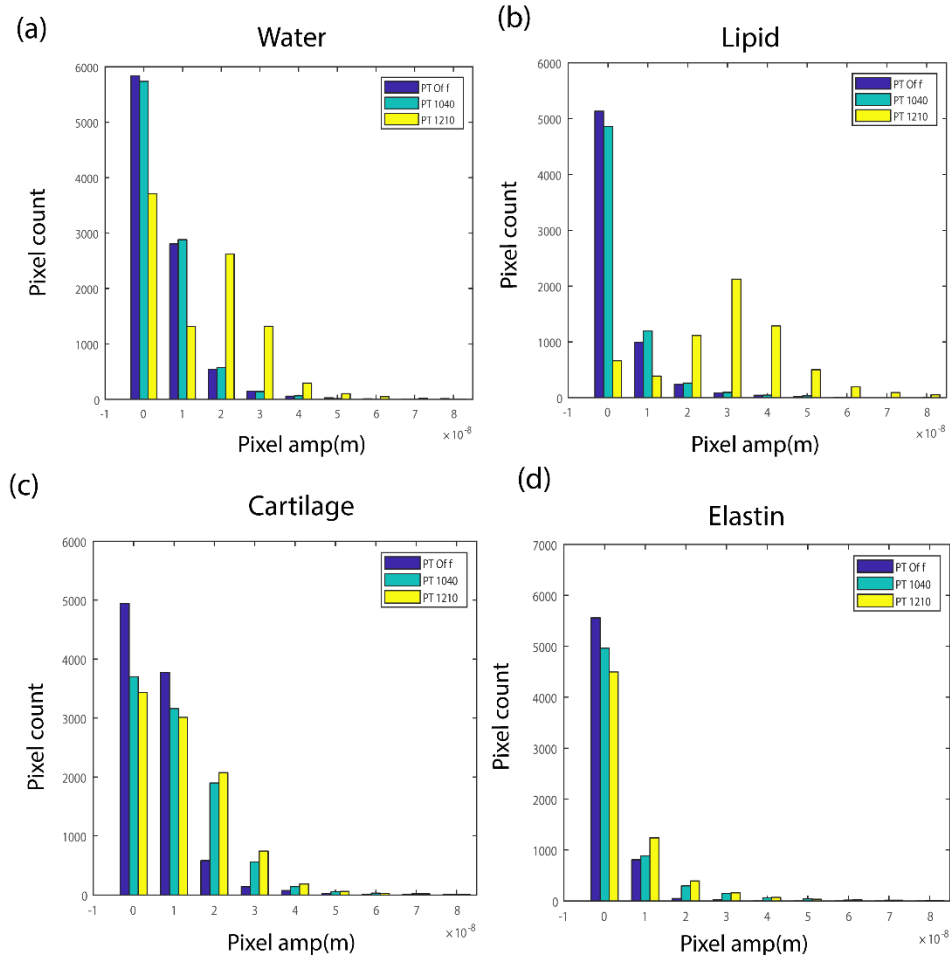 (a)
Water
6000
5000
4000
3000
2000
1000
0
Pixel count
PT Of f
PT 1040
PT 1210
-1 0 1 2 3 4 5 6 7 8
× 10-8
Pixel amp(m)
(b)
Lipid
6000
5000
4000
3000
2000
1000
0
Pixel count
PT Of f
PT 1040
PT 1210
-1 0 1 2 3 4 5 6 7 8
× 10-8
Pixel amp(m)
(c)
Cartilage
6000
5000
4000
3000
2000
1000
0
Pixel count
PT Of f
PT 1040
PT 1210
-1 0 1 2 3 4 5 6 7 8
× 10-8
Pixel amp(m)
(d)
Elastin
7000
6000
5000
4000
3000
2000
1000
0
Pixel count
PT Of f
PT 1040
PT 1210
-1 0 1 2 3 4 5 6 7 8
× 10-8
Pixel amp(m)